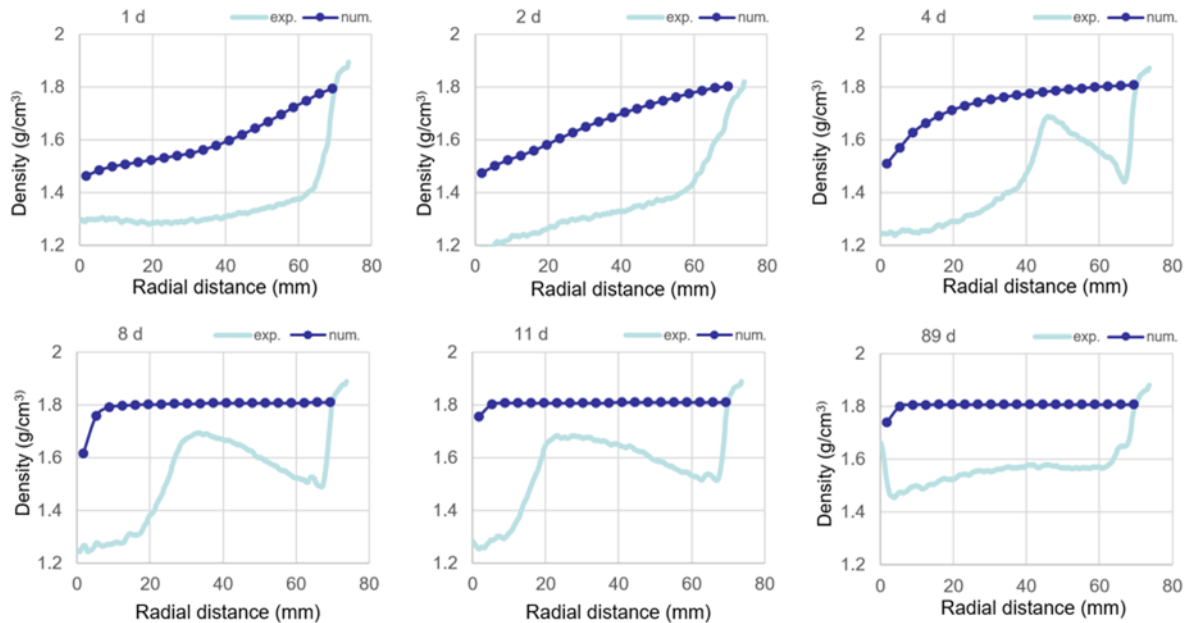 1 d exp. num.
2
1.8
1.6
1.4
1.2
Density (g/cm³)
0 20 40 60 80
Radial distance (mm)
2 d exp. num.
2
1.8
1.6
1.4
1.2
Density (g/cm³)
0 20 40 60 80
Radial distance (mm)
4 d exp. num.
2
1.8
1.6
1.4
1.2
Density (g/cm³)
0 20 40 60 80
Radial distance (mm)
8 d exp. num.
2
1.8
1.6
1.4
1.2
Density (g/cm³)
0 20 40 60 80
Radial distance (mm)
11 d exp. num.
2
1.8
1.6
1.4
1.2
Density (g/cm³)
0 20 40 60 80
Radial distance (mm)
89 d exp. num.
2
1.8
1.6
1.4
1.2
Density (g/cm³)
0 20 40 60 80
Radial distance (mm)